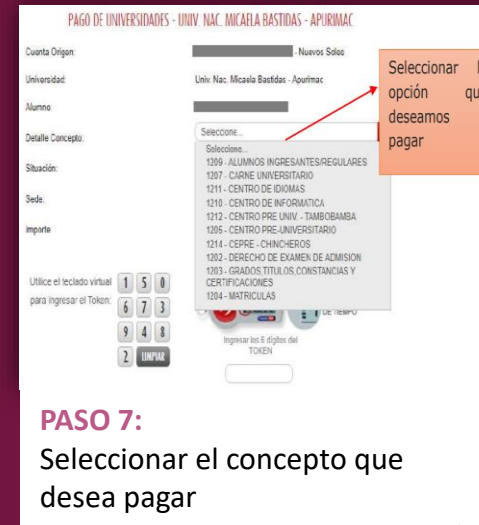 PAGO DE UNIVERSIDADES - UNIV. NAC. MICAELA BASTIDAS - APURIMAC
Cuenta Origen: - Nuevos Soles
Universidad: Univ. Nac. Micaela Bastidas - Apurimac
Alumno:
Detalle Concepto: Seleccione...
Seleccione...
1209 - ALUMNOS INGRESANTES/REGULARES
1207 - CARNE UNIVERSITARIO
1211 - CENTRO DE IDIOMAS
1210 - CENTRO DE INFORMATICA
1212 - CENTRO PRE UNIV. - TAMBOBAMBA
1205 - CENTRO PRE-UNIVERSITARIO
1214 - CEPRE - CHINCHEROS
1202 - DERECHO DE EXAMEN DE ADMISION
1203 - GRADOS,TITULOS,CONSTANCIAS Y
CERTIFICACIONES
1204 - MATRICULAS
Situación:
Sede:
Importe
Seleccionar l
opción qu
deseamos
pagar
Utilice el teclado virtual
para ingresar el Token:
1 5 0
6 7 3
9 4 8
2 LIMPIAR
DE TIEMPO
Ingresar los 6 dígitos del
TOKEN
PASO 7:
Seleccionar el concepto que
desea pagar